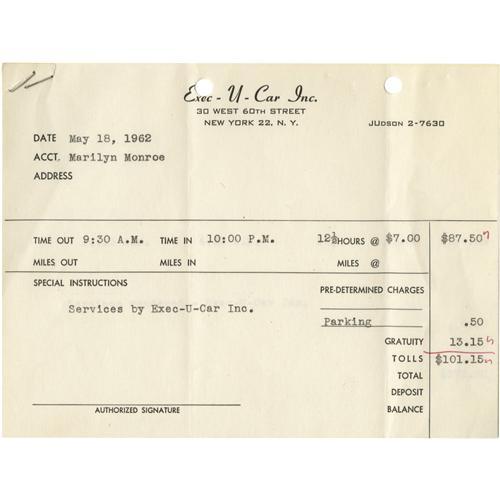 Exec - U - Car Inc.
30 WEST 60TH STREET
NEW YORK 22, N. Y.
JUdson 2-7630
DATE May 18, 1962
ACCT. Marilyn Monroe
ADDRESS
TIME OUT 9:30 A.M. TIME IN 10:00 P.M. 12½ HOURS @ $7.00 $87.50
MILES OUT MILES IN MILES @
SPECIAL INSTRUCTIONS
PRE-DETERMINED CHARGES
Services by Exec-U-Car Inc.
Parking .50
GRATUITY 13.15
TOLLS $101.15
TOTAL
DEPOSIT
BALANCE
AUTHORIZED SIGNATURE